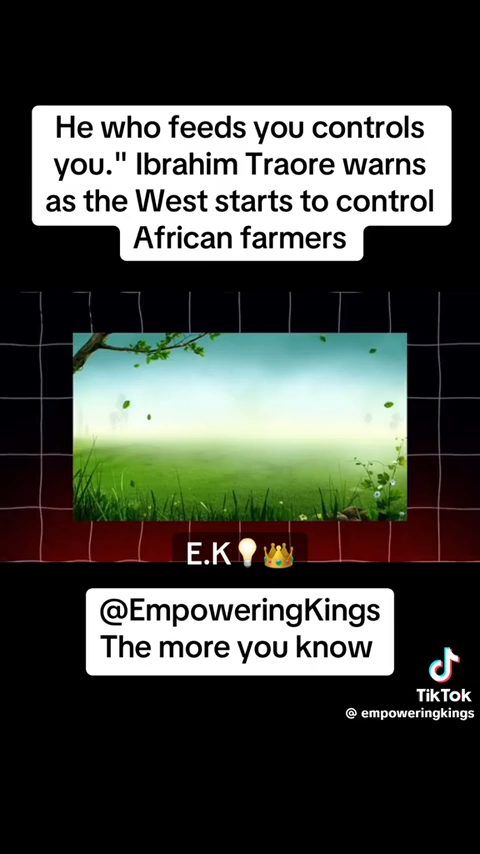 He who feeds you controls
you." Ibrahim Traore warns
as the West starts to control
African farmers
E.K💡👑
@EmpoweringKings
The more you know
TikTok
@ empoweringkings